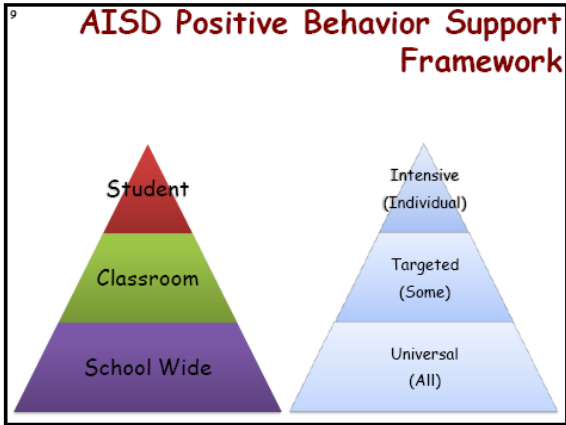 9
AISD Positive Behavior Support
Framework
Student
Classroom
School Wide
Intensive
(Individual)
Targeted
(Some)
Universal
(All)